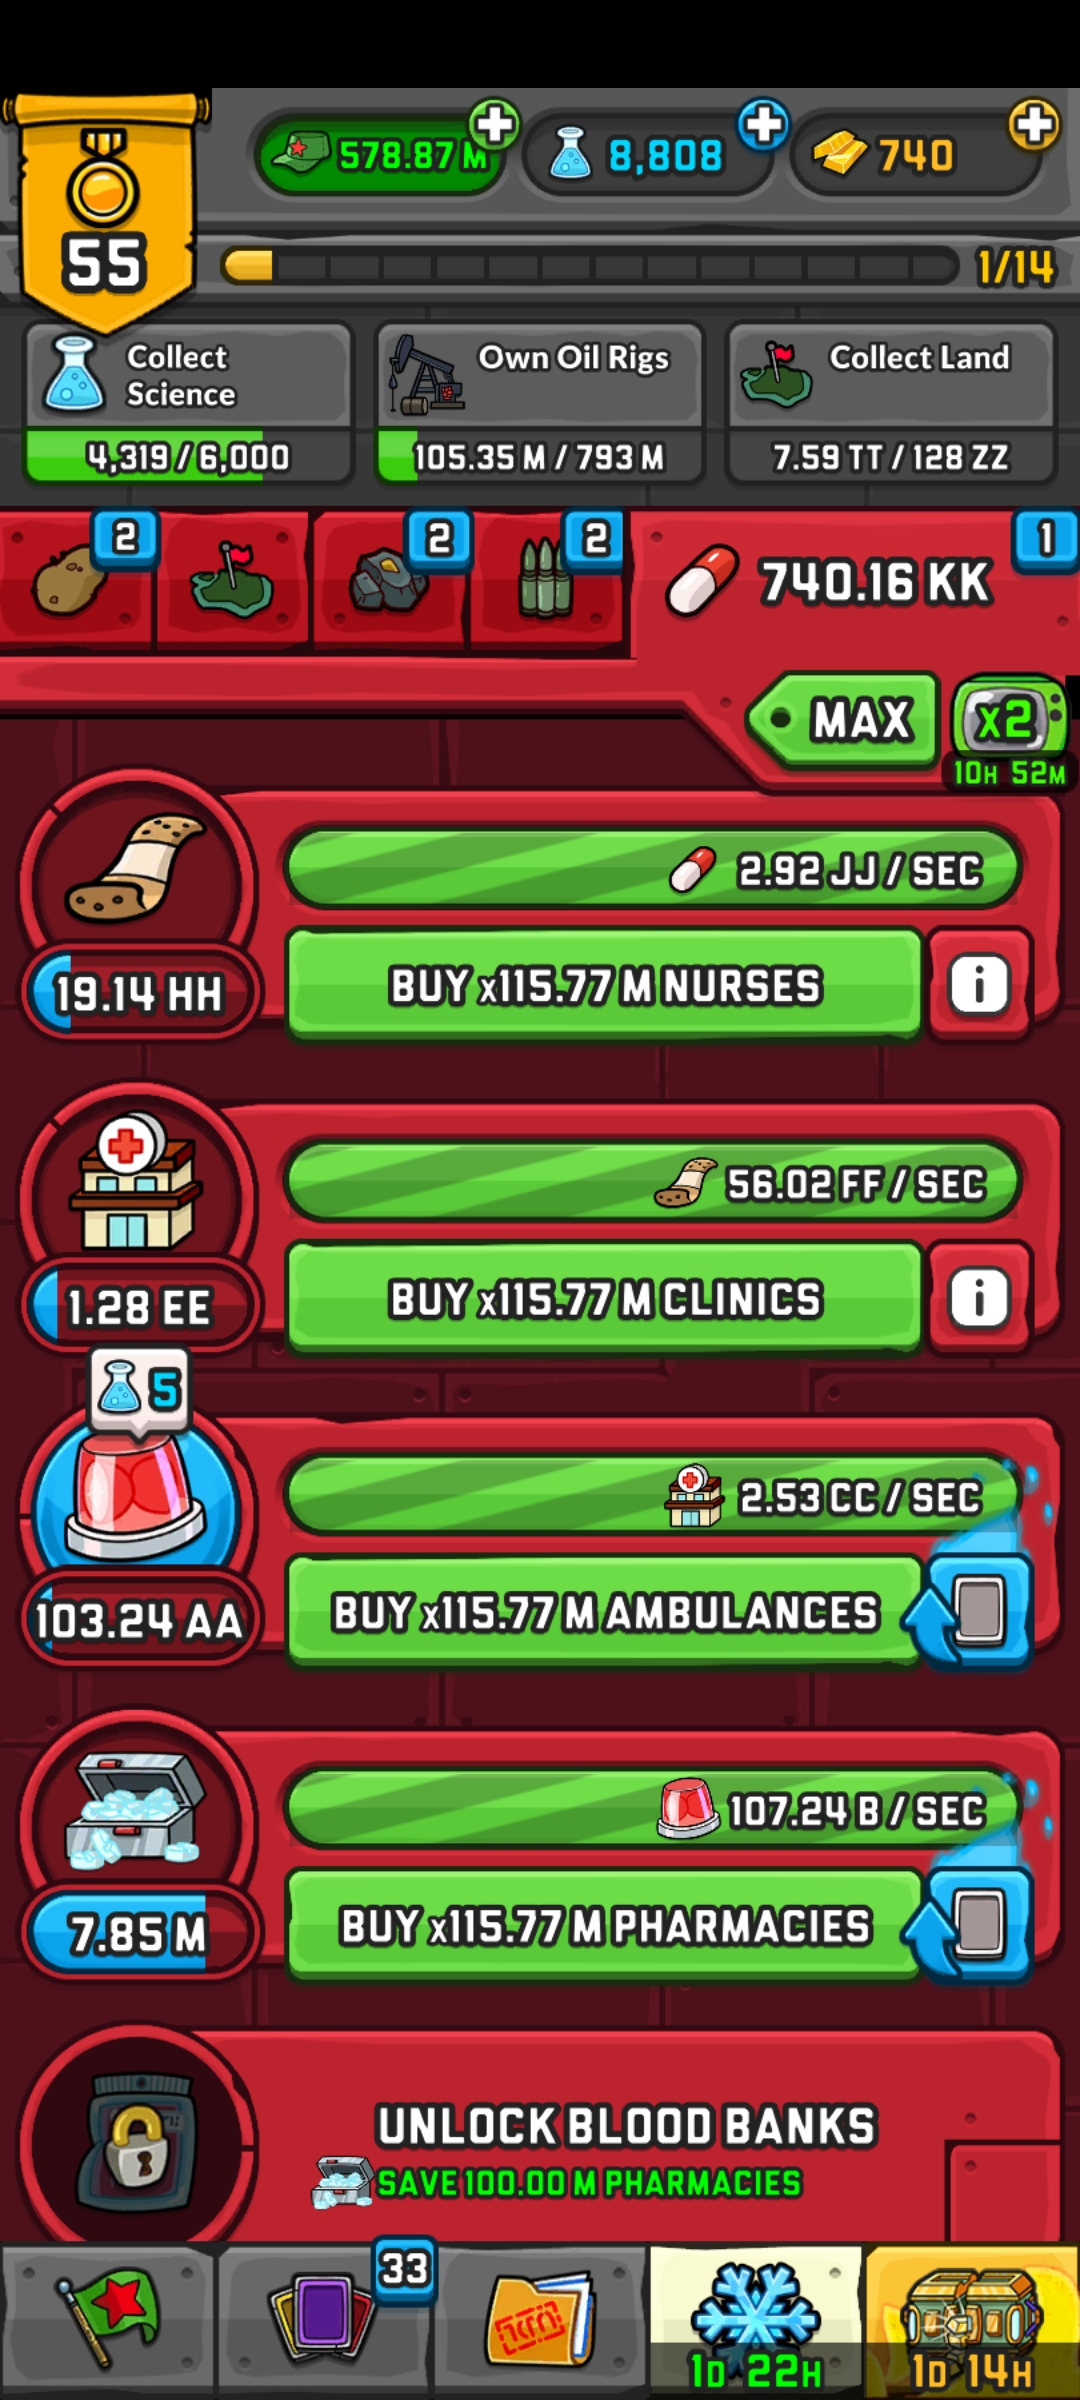 578.87 M
8,808
740
55
1/14
Collect
Science
4,319 / 6,000
Own Oil Rigs
105.35 M / 793 M
Collect Land
7.59 TT / 128 ZZ
2
2
2
740.16 KK
1
MAX
x2
10H 52M
2.92 JJ / SEC
19.14 HH
BUY x115.77 M NURSES
i
56.02 FF / SEC
1.28 EE
BUY x115.77 M CLINICS
i
5
2.53 CC / SEC
103.24 AA
BUY x115.77 M AMBULANCES
107.24 B / SEC
7.85 M
BUY x115.77 M PHARMACIES
UNLOCK BLOOD BANKS
SAVE 100.00 M PHARMACIES
33
1D 22H
1D 14H